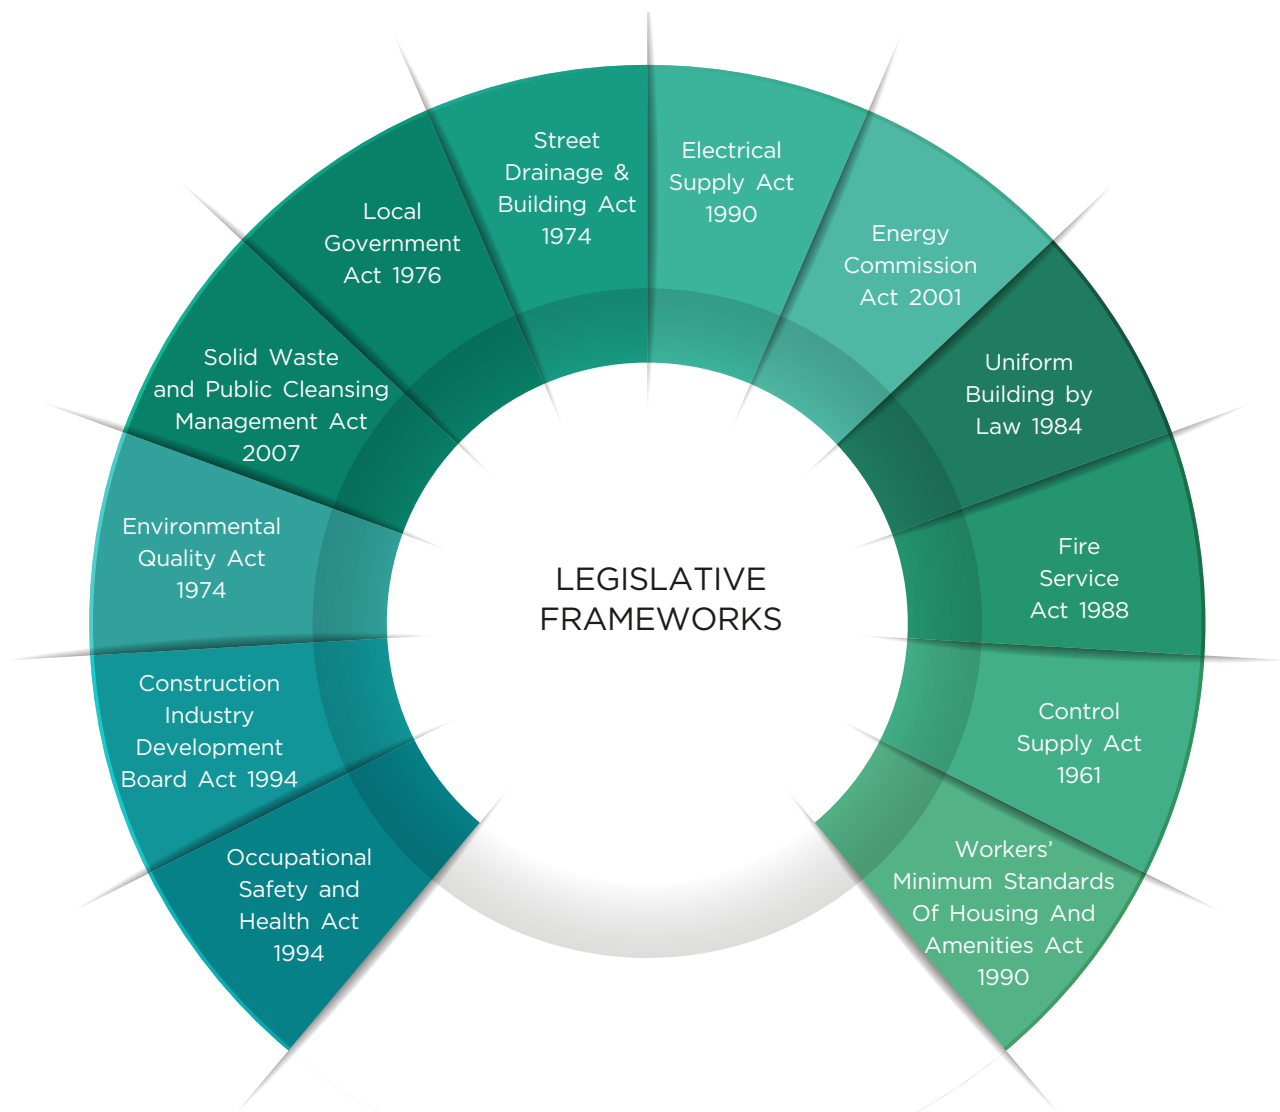 Street
Drainage &
Building Act
1974
Electrical
Supply Act
1990
Local
Government
Act 1976
Energy
Commission
Act 2001
Solid Waste
and Public Cleansing
Management Act
2007
Uniform
Building by
Law 1984
Environmental
Quality Act
1974
Fire
Service
Act 1988
LEGISLATIVE
FRAMEWORKS
Construction
Industry
Development
Board Act 1994
Control
Supply Act
1961
Occupational
Safety and
Health Act
1994
Workers’
Minimum Standards
Of Housing And
Amenities Act
1990